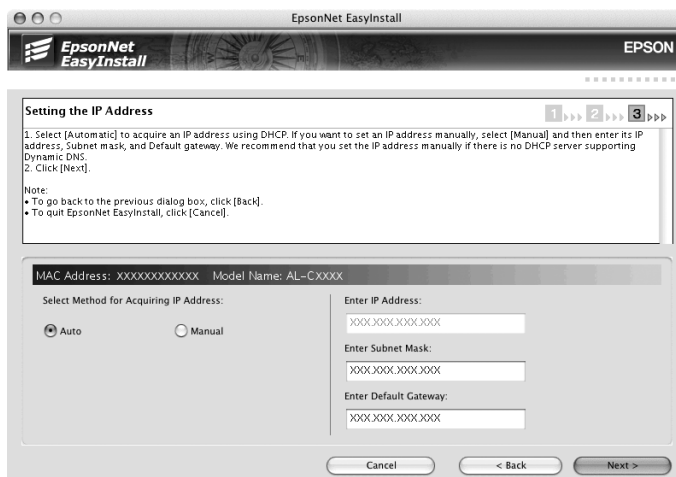 EpsonNet EasyInstall
EpsonNet
EasyInstall
EPSON
Setting the IP Address
1 2 3
1. Select [Automatic] to acquire an IP address using DHCP. If you want to set an IP address manually, select [Manual] and then enter its IP
address, Subnet mask, and Default gateway. We recommend that you set the IP address manually if there is no DHCP server supporting
Dynamic DNS.
2. Click [Next].
Note:
• To go back to the previous dialog box, click [Back].
• To quit EpsonNet EasyInstall, click [Cancel].
MAC Address: XXXXXXXXXXXX Model Name: AL-CXXXX
Select Method for Acquiring IP Address:
Auto
Manual
Enter IP Address:
XXX.XXX.XXX.XXX
Enter Subnet Mask:
XXX.XXX.XXX.XXX
Enter Default Gateway:
XXX.XXX.XXX.XXX
Cancel
< Back
Next >